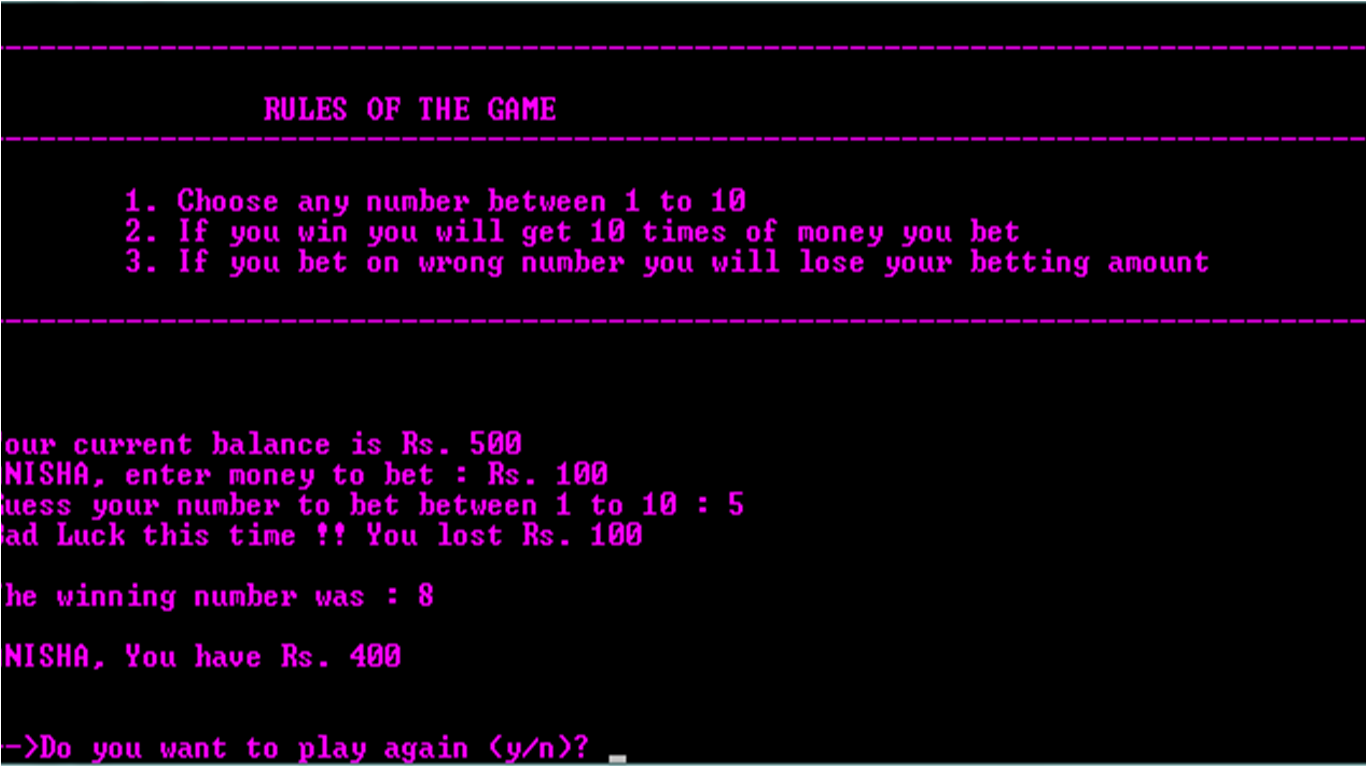 RULES OF THE GAME
1. Choose any number between 1 to 10
2. If you win you will get 10 times of money you bet
3. If you bet on wrong number you will lose your betting amount
our current balance is Rs. 500
NISHA, enter money to bet : Rs. 100
uess your number to bet between 1 to 10 : 5
ad Luck this time !! You lost Rs. 100
he winning number was : 8
NISHA, You have Rs. 400
-->Do you want to play again (y/n)?